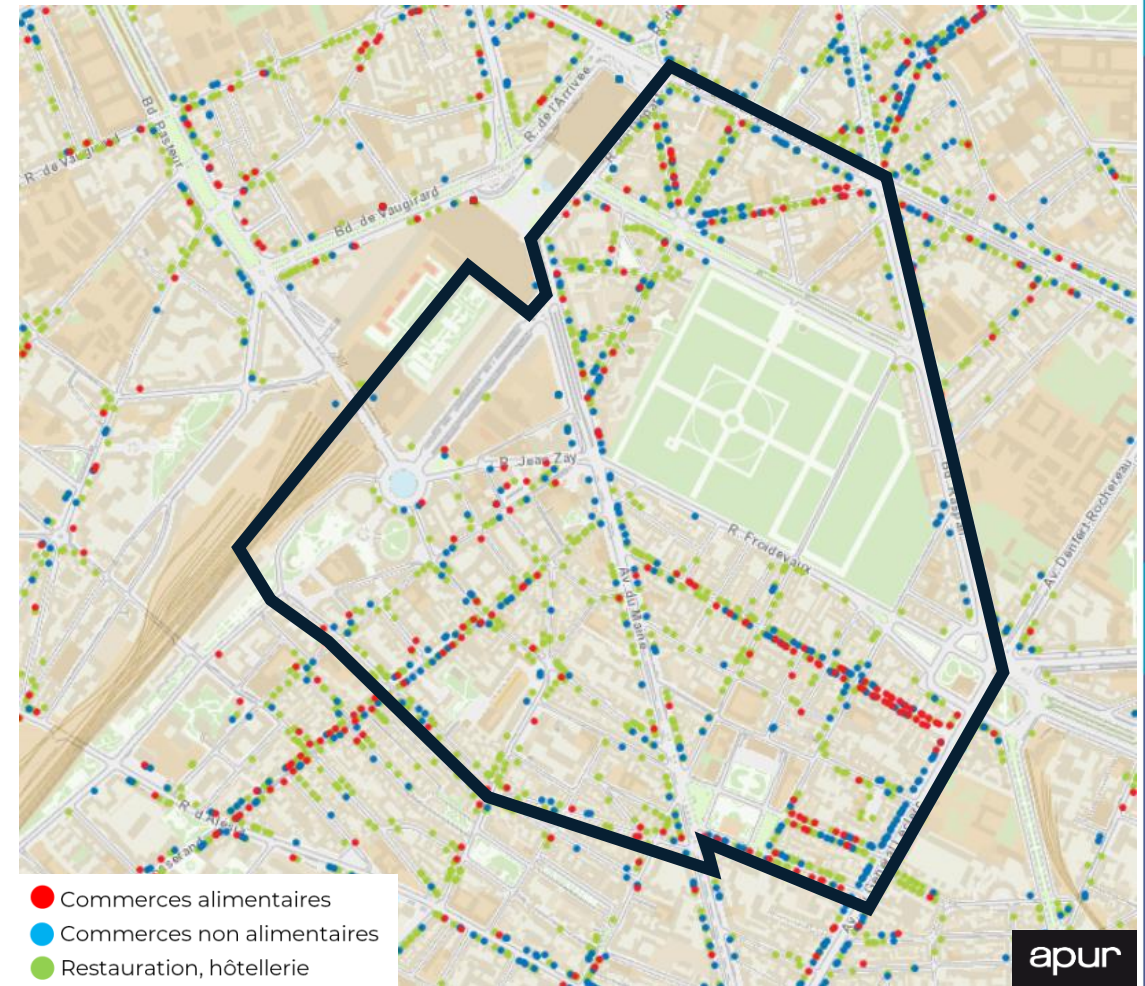 R. de l'Arrivée
Bd Pasteur
R. de Vaugirard
Bd de Vaugirard
R. Jean Zay
Bd Raspail
Av. Denfert-Rochereau
R. Froidevaux
Av. du Maine
R. d'Alésia
Commerces alimentaires
Commerces non alimentaires
Restauration, hôtellerie
apur